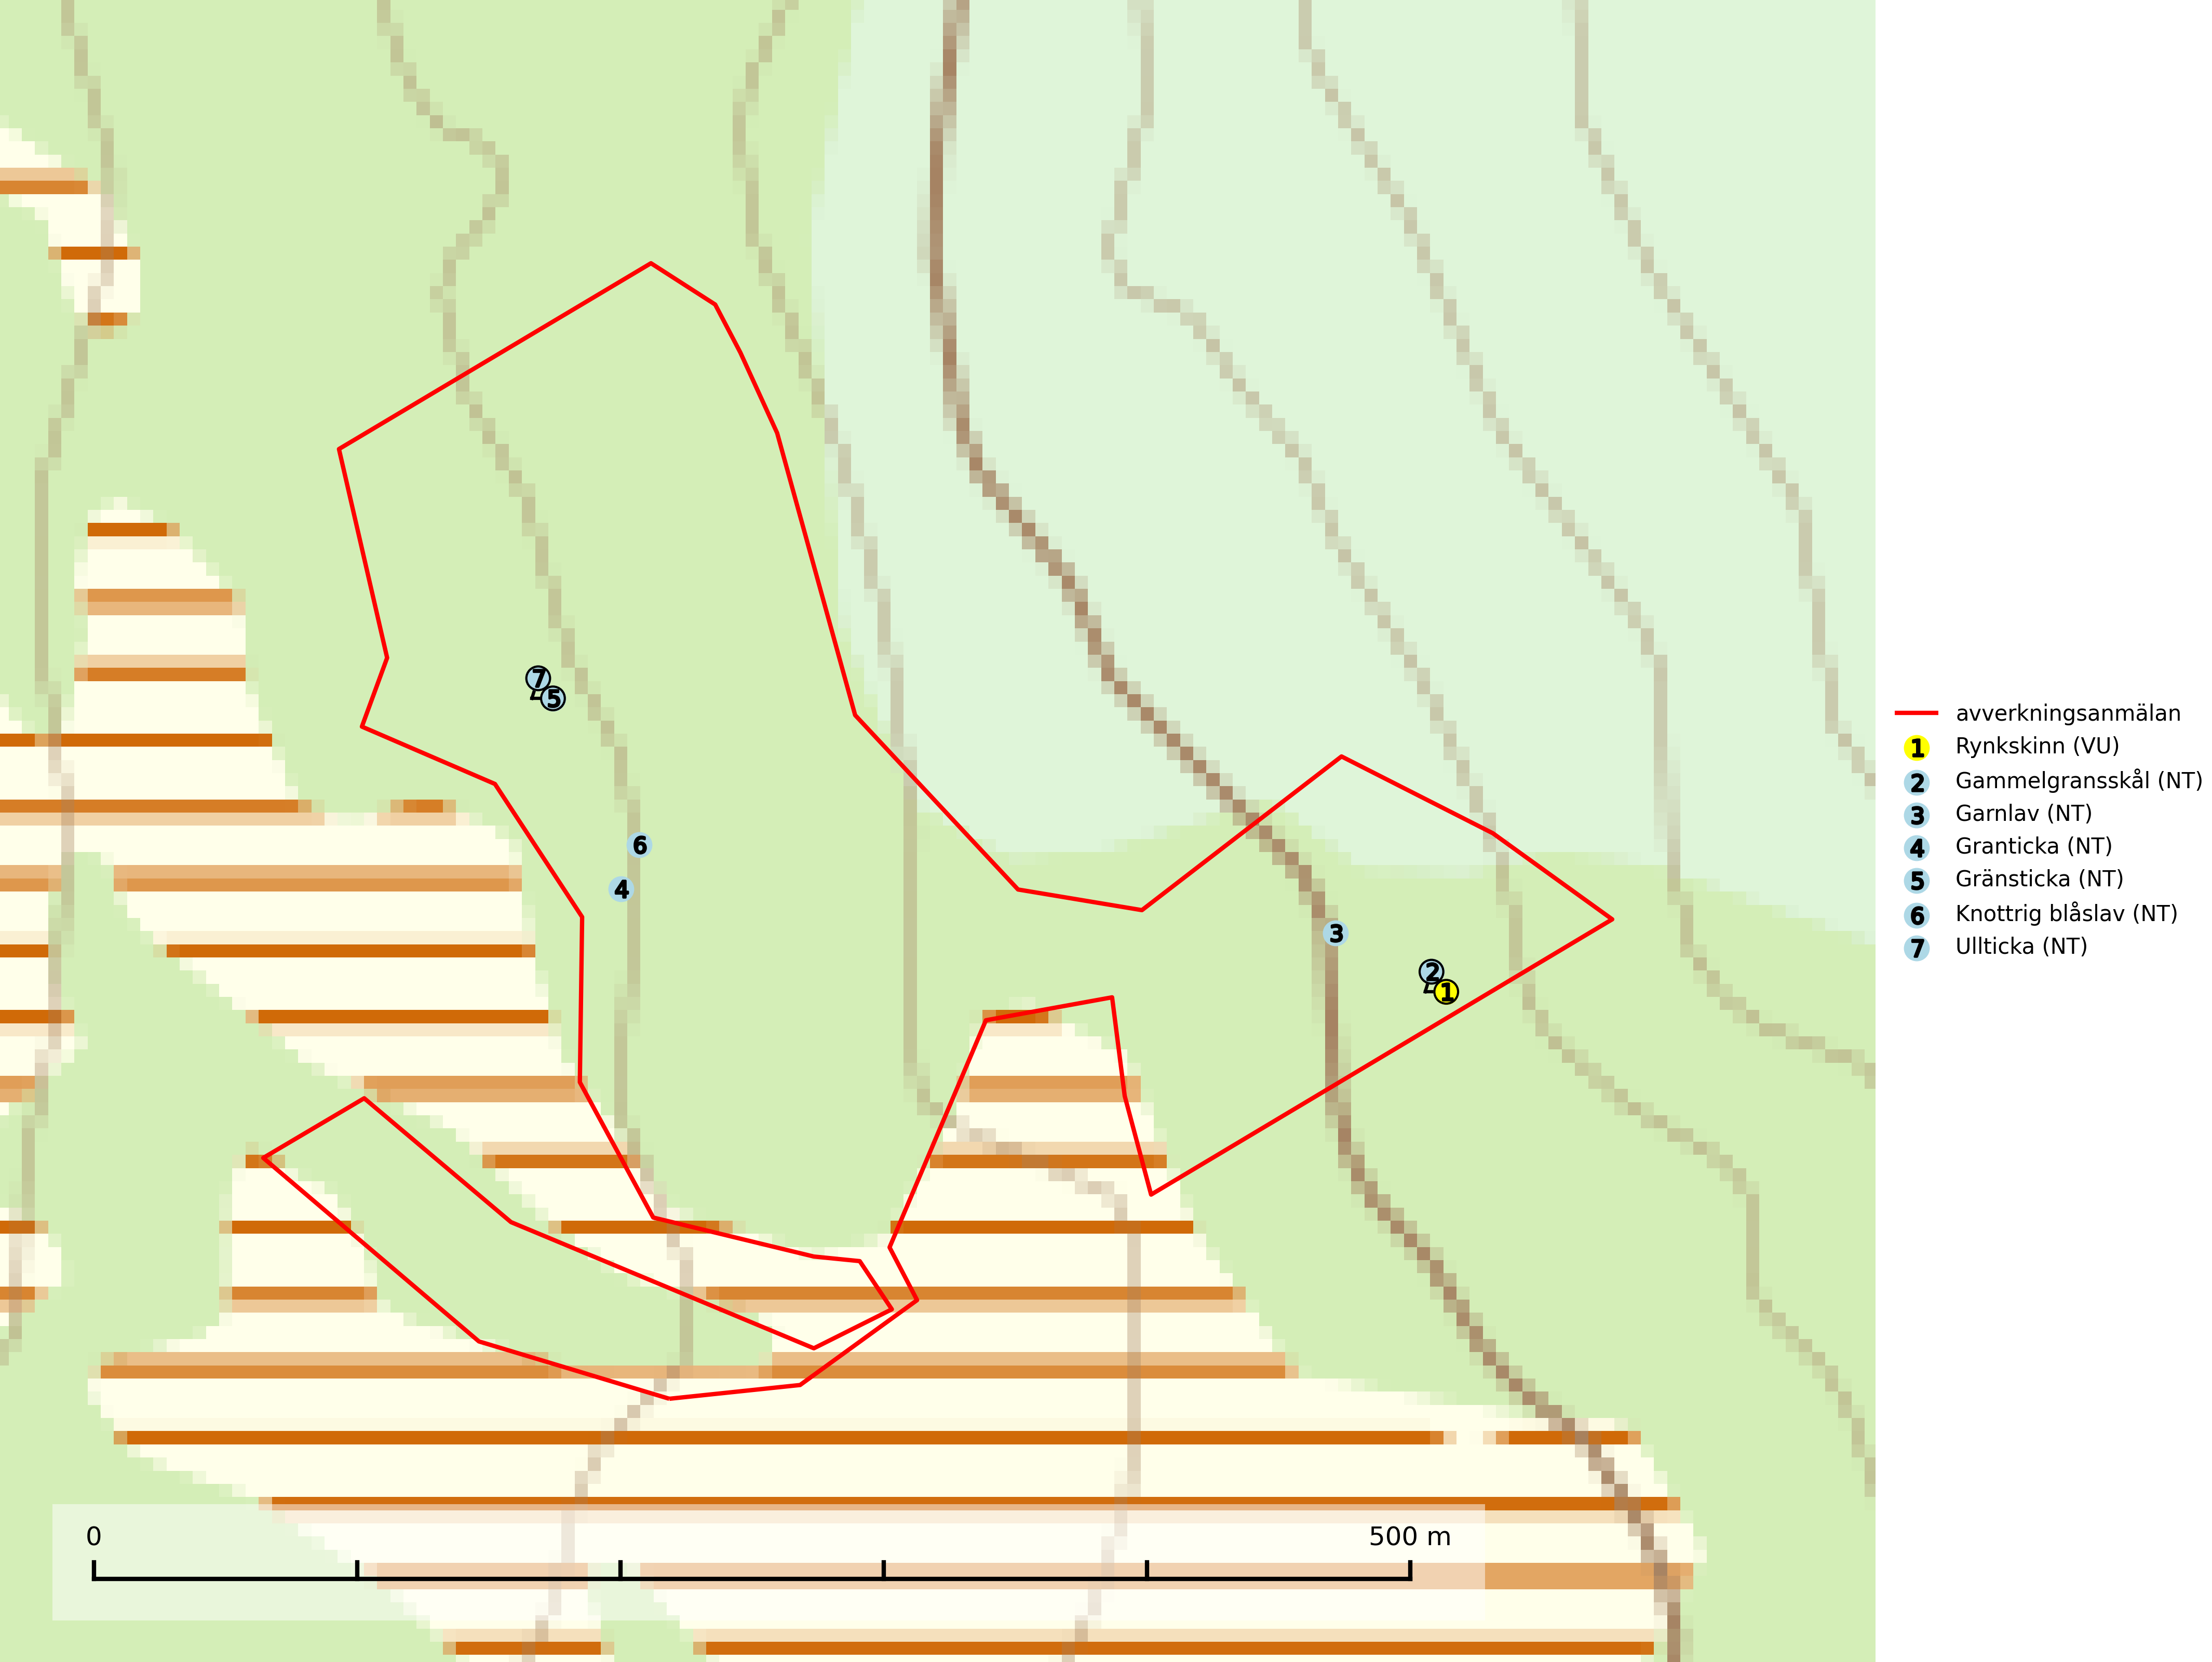 7
5
6
4
3
2
1
0
500 m
avverkningsanmälan
1 Rynkskinn (VU)
2 Gammelgransskål (NT)
3 Garnlav (NT)
4 Granticka (NT)
5 Gränsticka (NT)
6 Knottrig blåslav (NT)
7 Ullticka (NT)